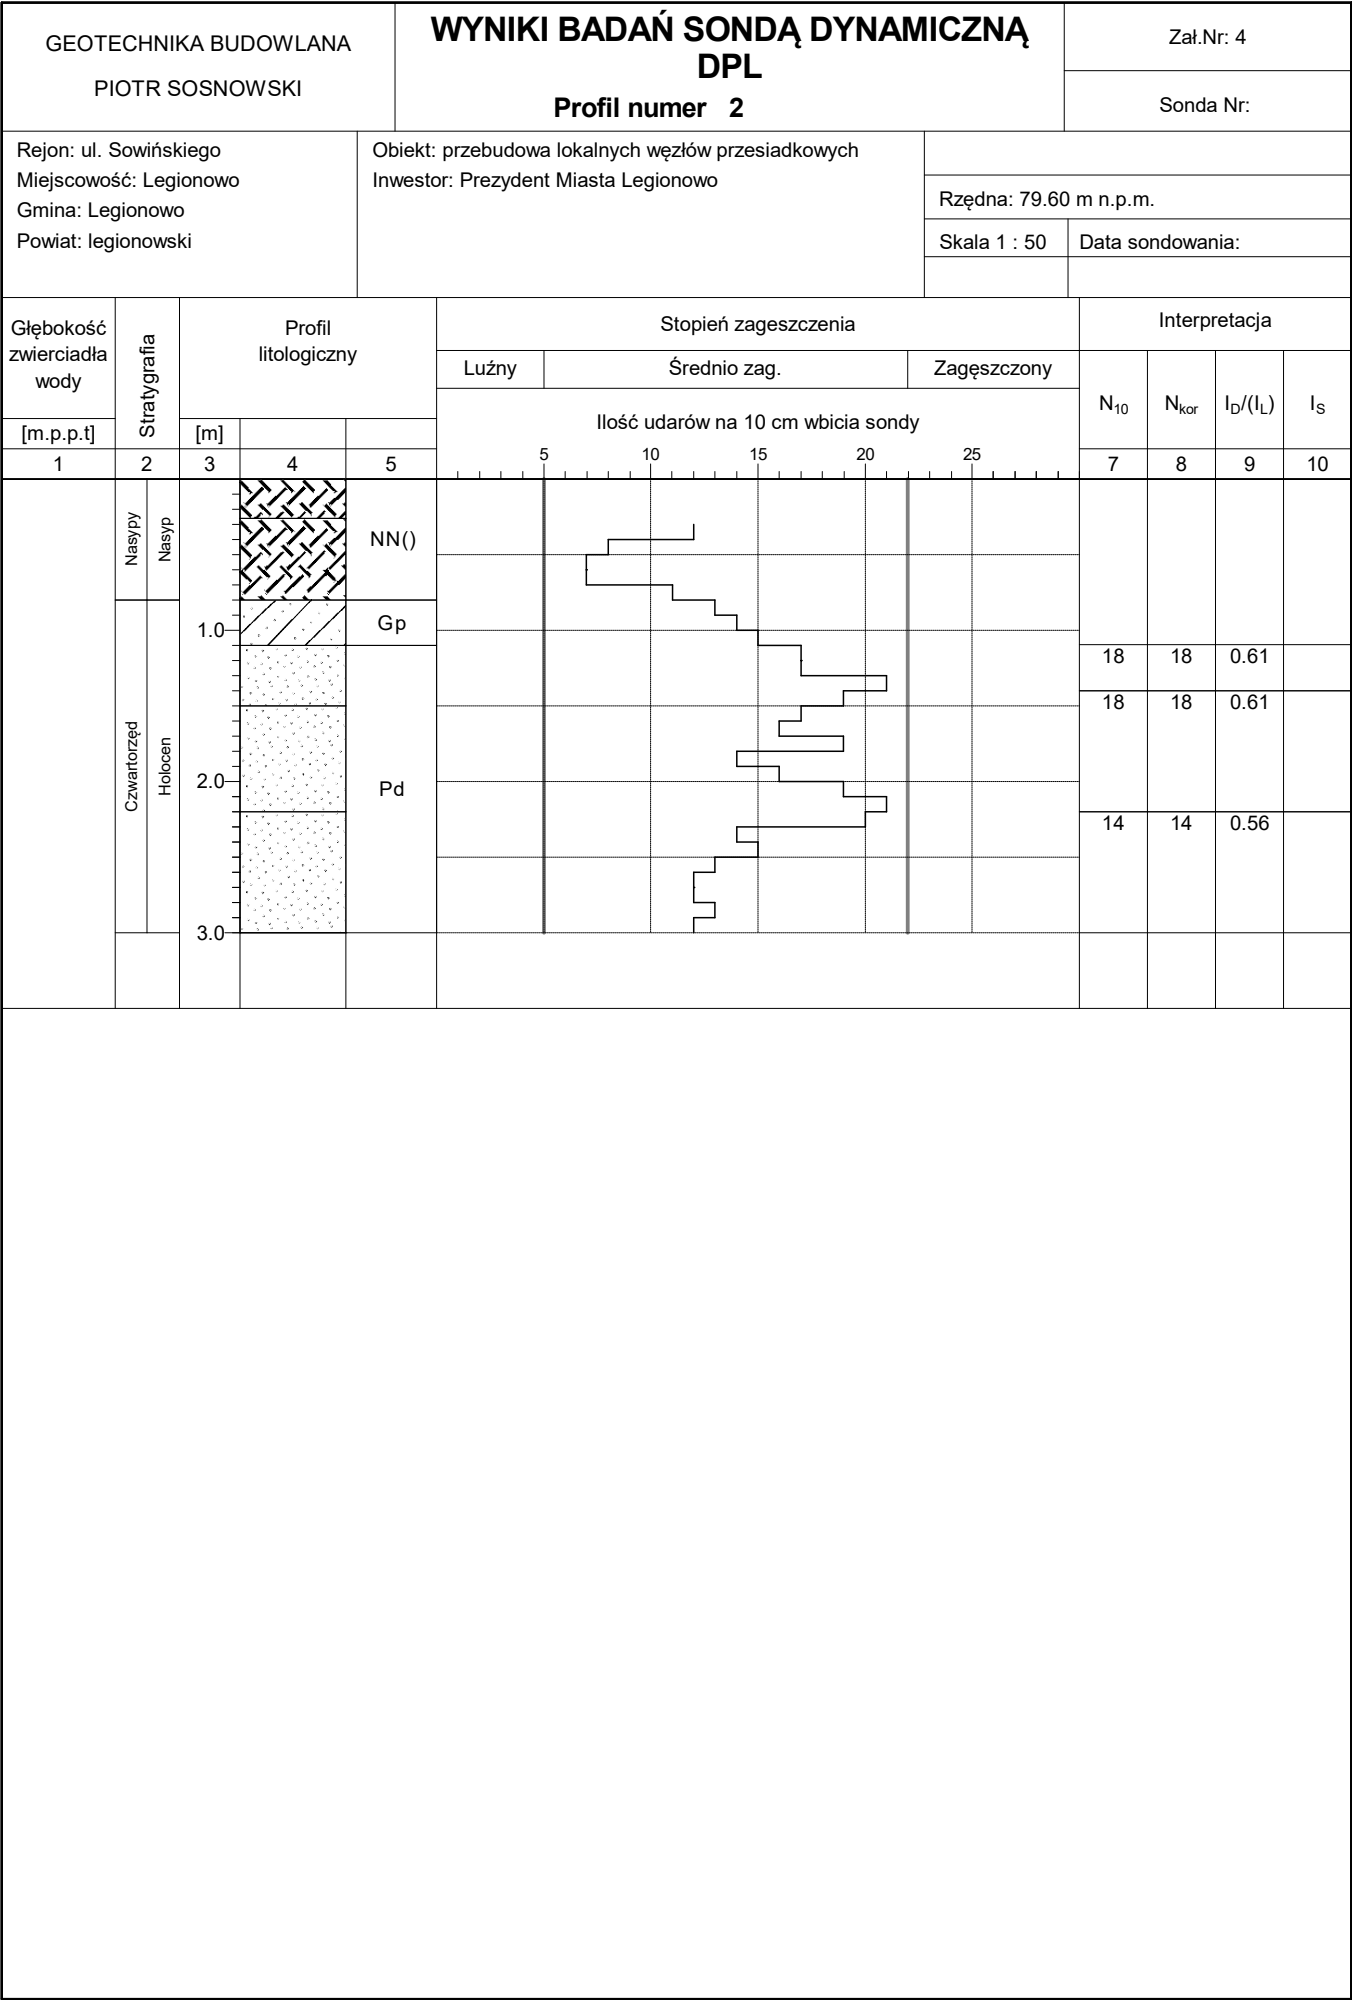 GEOTECHNIKA BUDOWLANA
PIOTR SOSNOWSKI
WYNIKI BADAŃ SONDĄ DYNAMICZNĄ
DPL
Profil numer 2
Zał.Nr: 4
Sonda Nr:
Rejon: ul. Sowińskiego
Miejscowość: Legionowo
Gmina: Legionowo
Powiat: legionowski
Obiekt: przebudowa lokalnych węzłów przesiadkowych
Inwestor: Prezydent Miasta Legionowo
Rzędna: 79.60 m n.p.m.
Skala 1 : 50
Data sondowania:
Głębokość
zwierciadła
wody
[m.p.p.t]
Stratygrafia
Profil
litologiczny
[m]
Stopień zageszczenia
Luźny
Średnio zag.
Zagęszczony
Ilość udarów na 10 cm wbicia sondy
5 10 15 20 25
Interpretacja
N10 Nkor ID/(IL) IS
1 2 3 4 5 7 8 9 10
Nasypy
Nasyp
NN()
Gp
1.0
18 18 0.61
18 18 0.61
Czwartorzęd
Holocen
2.0
Pd
14 14 0.56
3.0